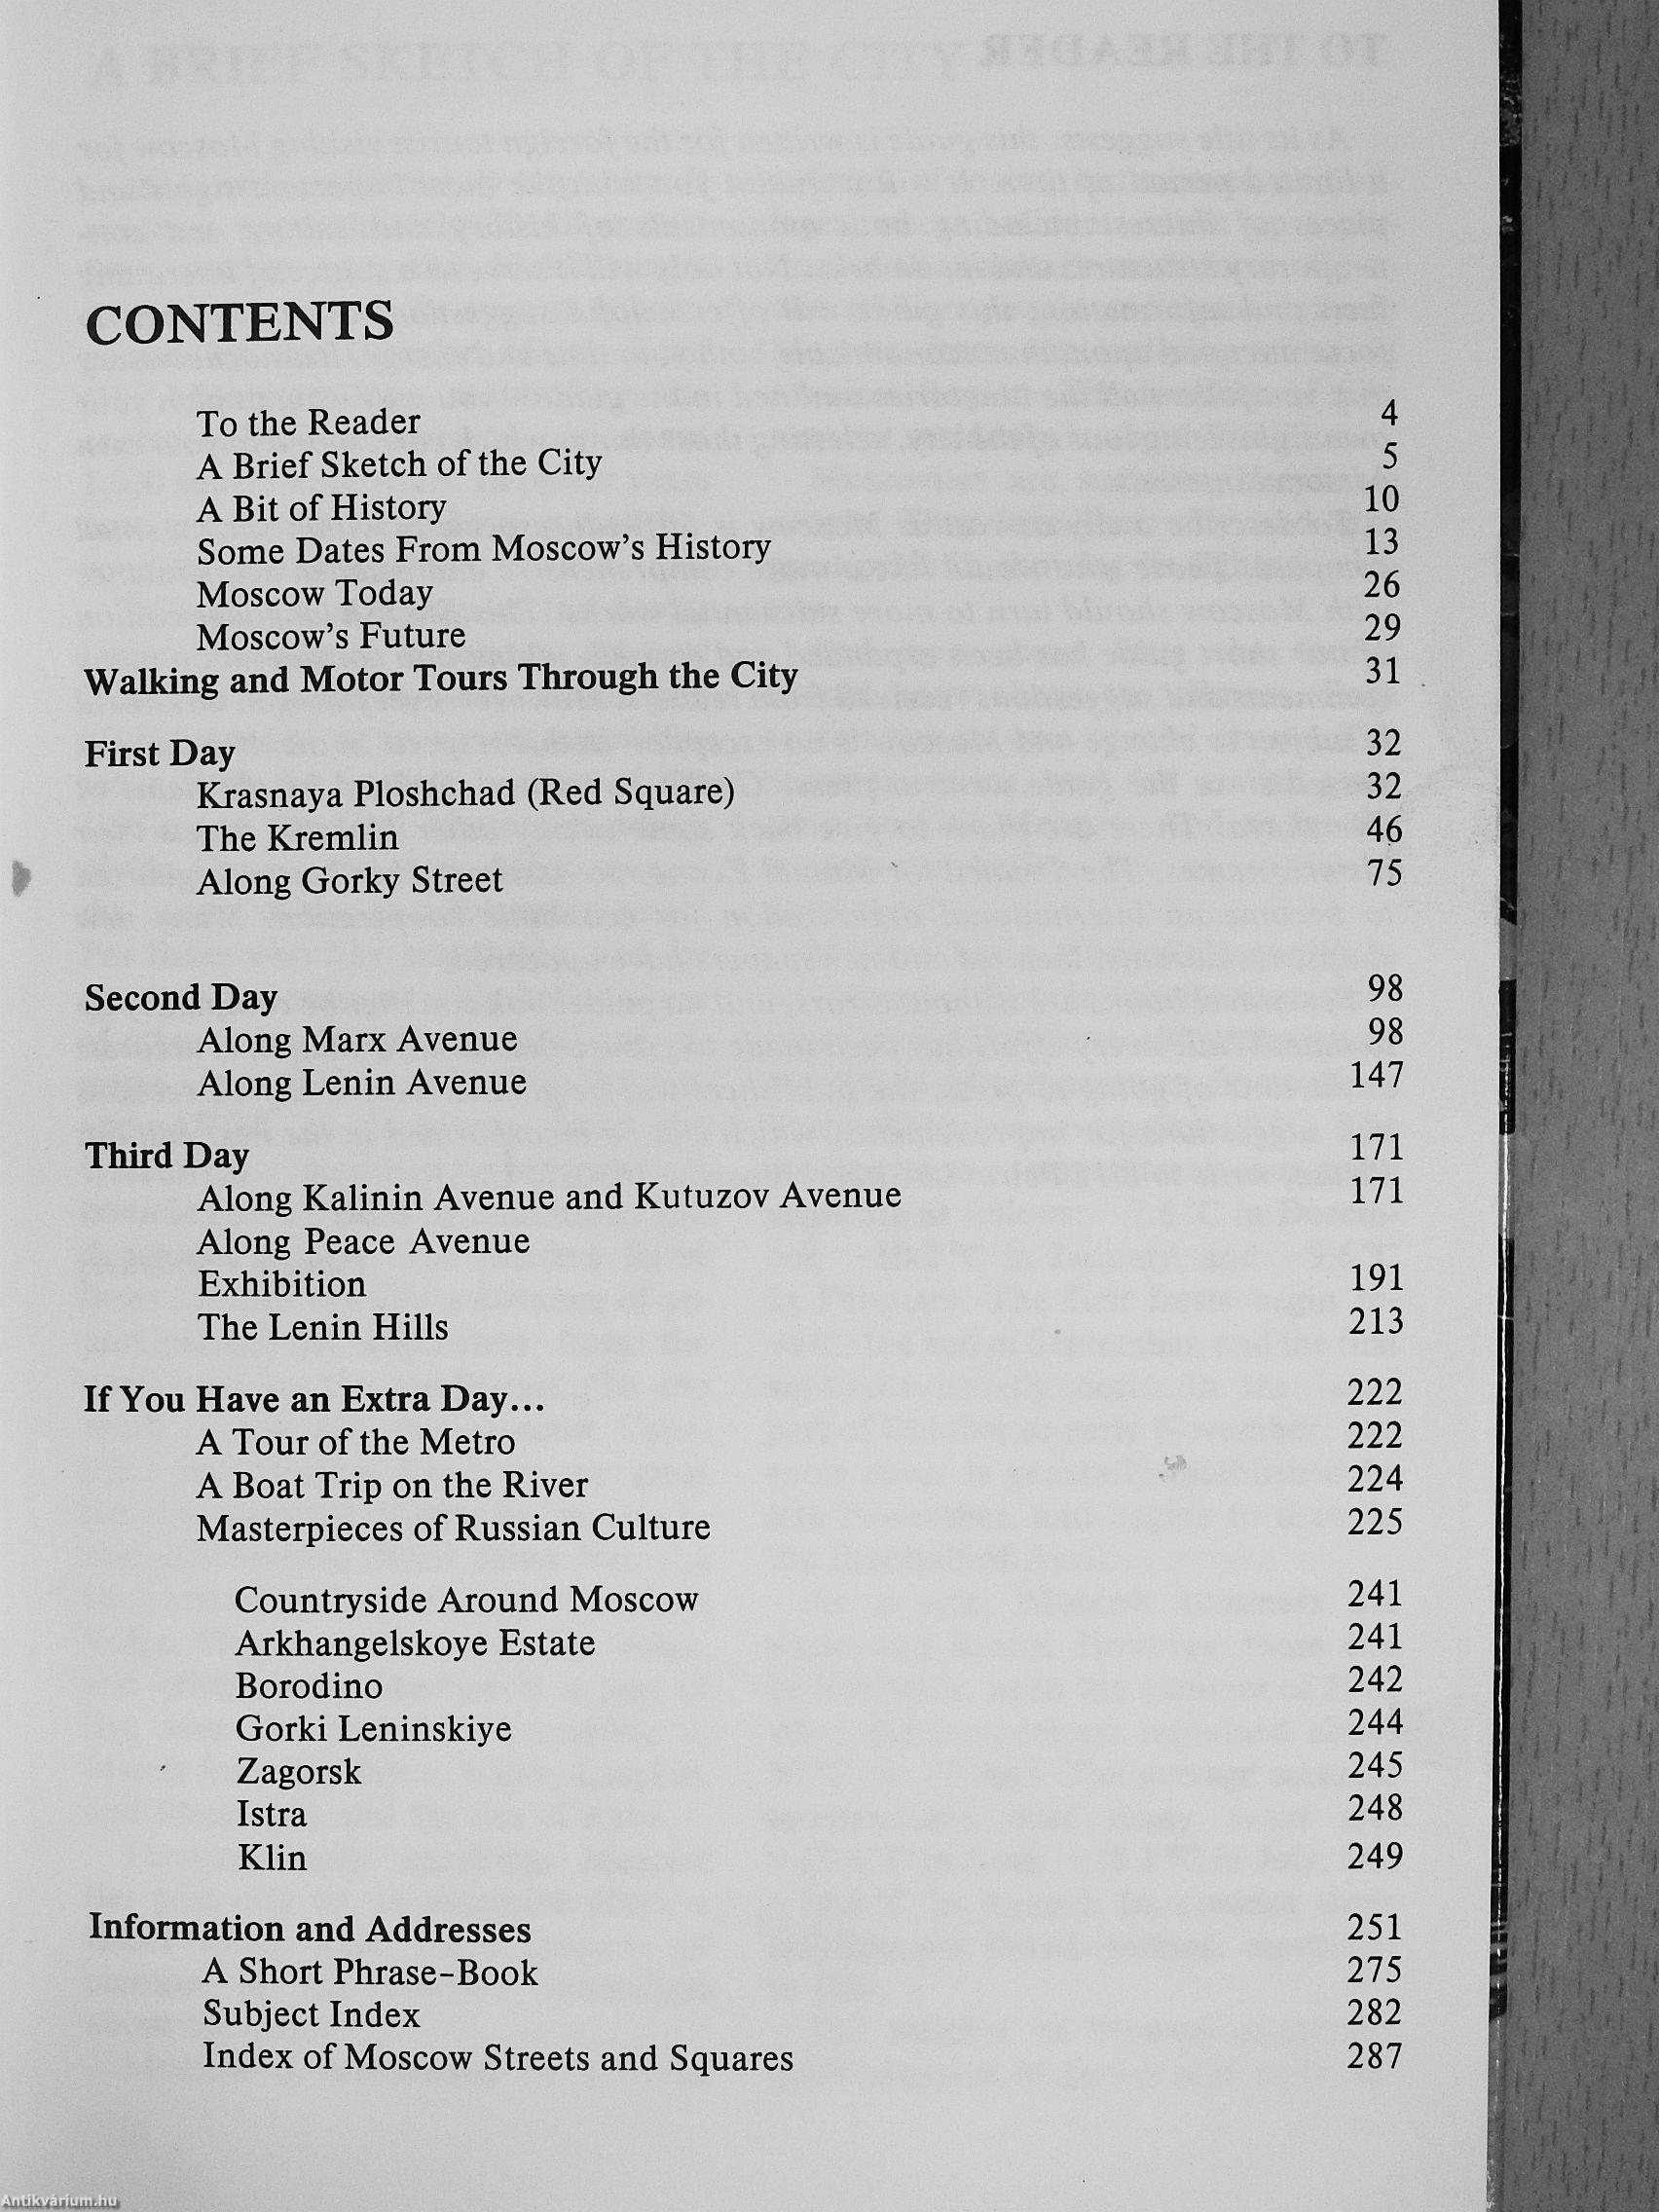 CONTENTS
To the Reader 4
A Brief Sketch of the City 5
A Bit of History 10
Some Dates From Moscow's History 13
Moscow Today 26
Moscow's Future 29
Walking and Motor Tours Through the City 31
First Day 32
Krasnaya Ploshchad (Red Square) 32
The Kremlin 46
Along Gorky Street 75
Second Day 98
Along Marx Avenue 98
Along Lenin Avenue 147
Third Day 171
Along Kalinin Avenue and Kutuzov Avenue 171
Along Peace Avenue
Exhibition 191
The Lenin Hills 213
If You Have an Extra Day... 222
A Tour of the Metro 222
A Boat Trip on the River 224
Masterpieces of Russian Culture 225
Countryside Around Moscow 241
Arkhangelskoye Estate 241
Borodino 242
Gorki Leninskiye 244
Zagorsk 245
Istra 248
Klin 249
Information and Addresses 251
A Short Phrase-Book 275
Subject Index 282
Index of Moscow Streets and Squares 287
Antikvárium.hu